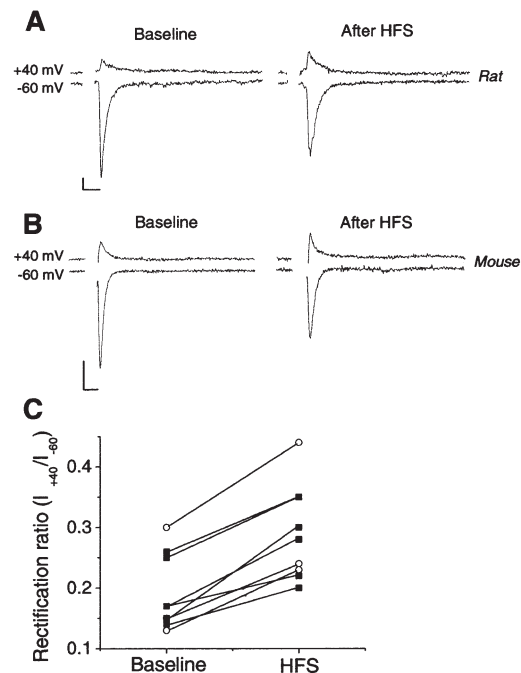 A
Baseline
After HFS
+40 mV
-60 mV
Rat
B
Baseline
After HFS
+40 mV
-60 mV
Mouse
C
Rectification ratio (I+40/I-60)
0.4
0.3
0.2
0.1
Baseline
HFS